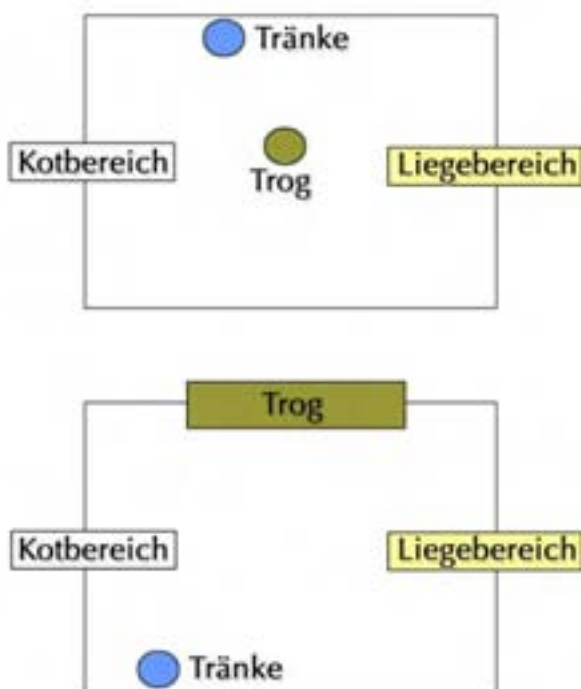 Tränke
Kotbereich
Liegebereich
Trog
Trog
Kotbereich
Liegebereich
Tränke